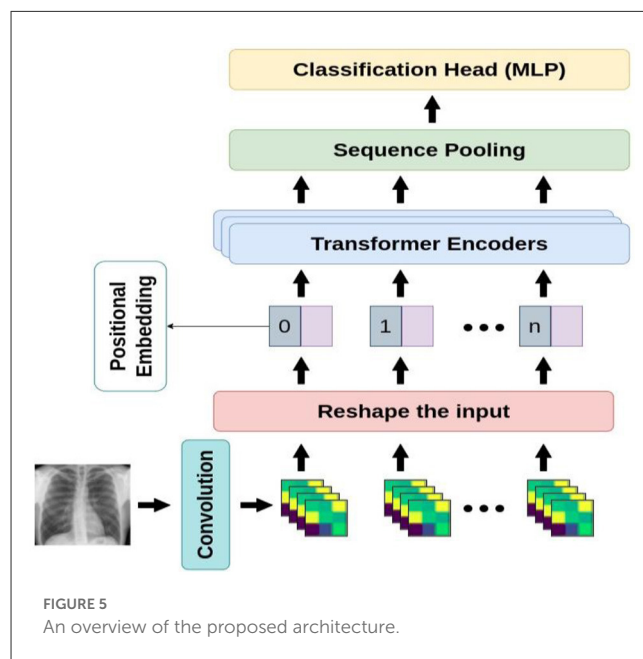 Classification Head (MLP)
Sequence Pooling
Transformer Encoders
Positional
Embedding
0
1
n
Reshape the input
Convolution
FIGURE 5
An overview of the proposed architecture.